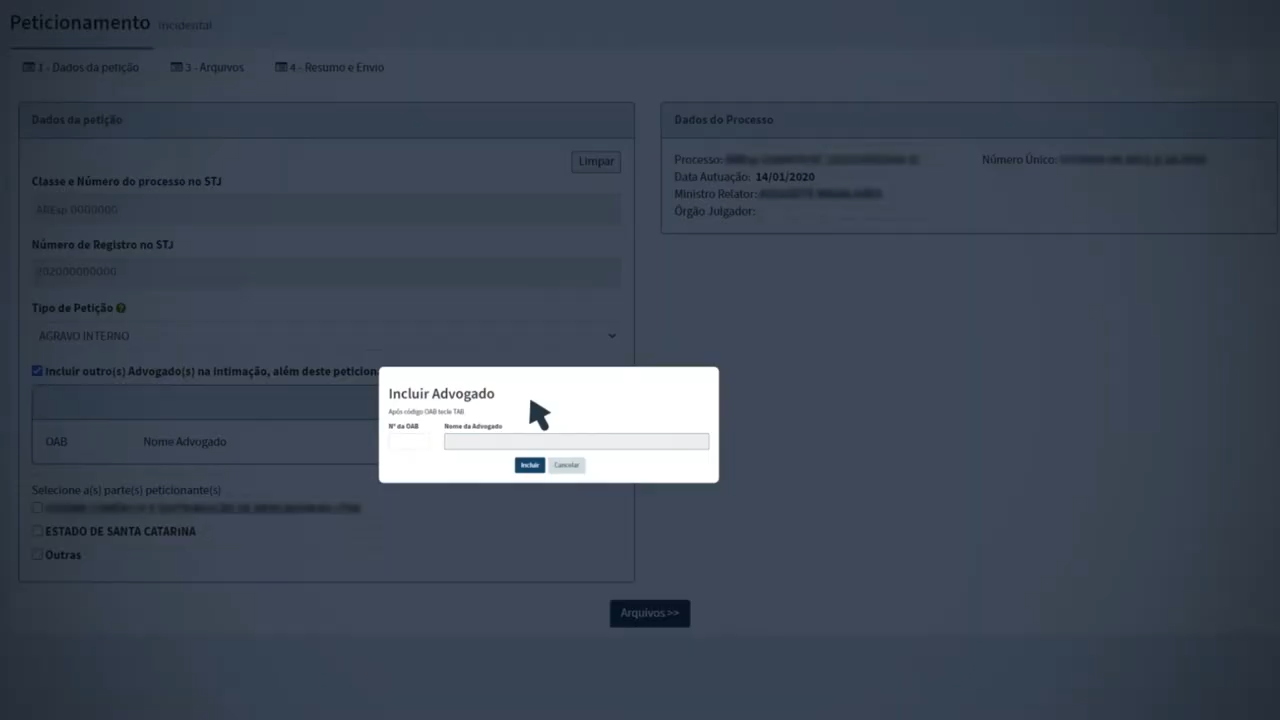 Peticionamento Incidental
1 - Dados da petição 3 - Arquivos 4 - Resumo e Envio
Dados da petição
Limpar
Classe e Número do processo no STJ
AREsp 0000000
Número de Registro no STJ
202000000000
Tipo de Petição
AGRAVO INTERNO
Incluir outro(s) Advogado(s) na intimação, além deste peticion
OAB Nome Advogado
Selecione a(s) parte(s) peticionante(s)
ESTADO DE SANTA CATARINA
Outras
Dados do Processo
Processo: Número Único:
Data Autuação: 14/01/2020
Ministro Relator:
Órgão Julgador:
Incluir Advogado
Após código OAB tecle TAB
Nº da OAB Nome da Advogado
Incluir Cancelar
Arquivos >>